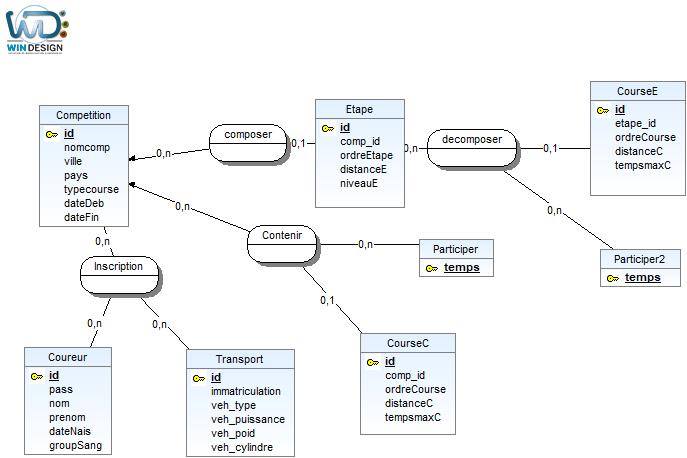 WD
WINDESIGN
Competition
id
nomcomp
ville
pays
typecourse
dateDeb
dateFin
composer
0,n
0,1
Etape
id
comp_id
ordreEtape
distanceE
niveauE
0,n
decomposer
0,1
CourseE
id
etape_id
ordreCourse
distanceC
tempsmaxC
0,n
Participer2
temps
0,n
Contenir
0,n
Participer
temps
0,1
CourseC
id
comp_id
ordreCourse
distanceC
tempsmaxC
0,n
Inscription
0,n
0,n
Coureur
id
pass
nom
prenom
dateNais
groupSang
Transport
id
immatriculation
veh_type
veh_puissance
veh_poid
veh_cylindre